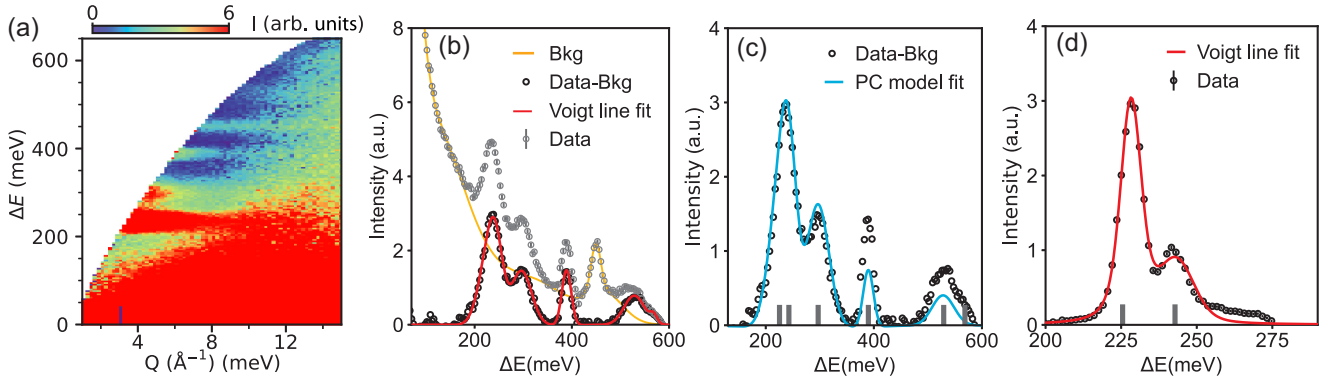 (a)
0
6
I (arb. units)
600
400
200
0
ΔE (meV)
4
8
12
Q (Å⁻¹) (meV)
(b)
Bkg
Data-Bkg
Voigt line fit
Data
8
6
4
2
0
Intensity (a.u.)
200
400
600
ΔE(meV)
(c)
Data-Bkg
PC model fit
4
3
2
1
0
Intensity (a.u.)
200
400
600
ΔE(meV)
(d)
Voigt line fit
Data
4
3
2
1
0
Intensity (a.u.)
200
225
250
275
ΔE(meV)